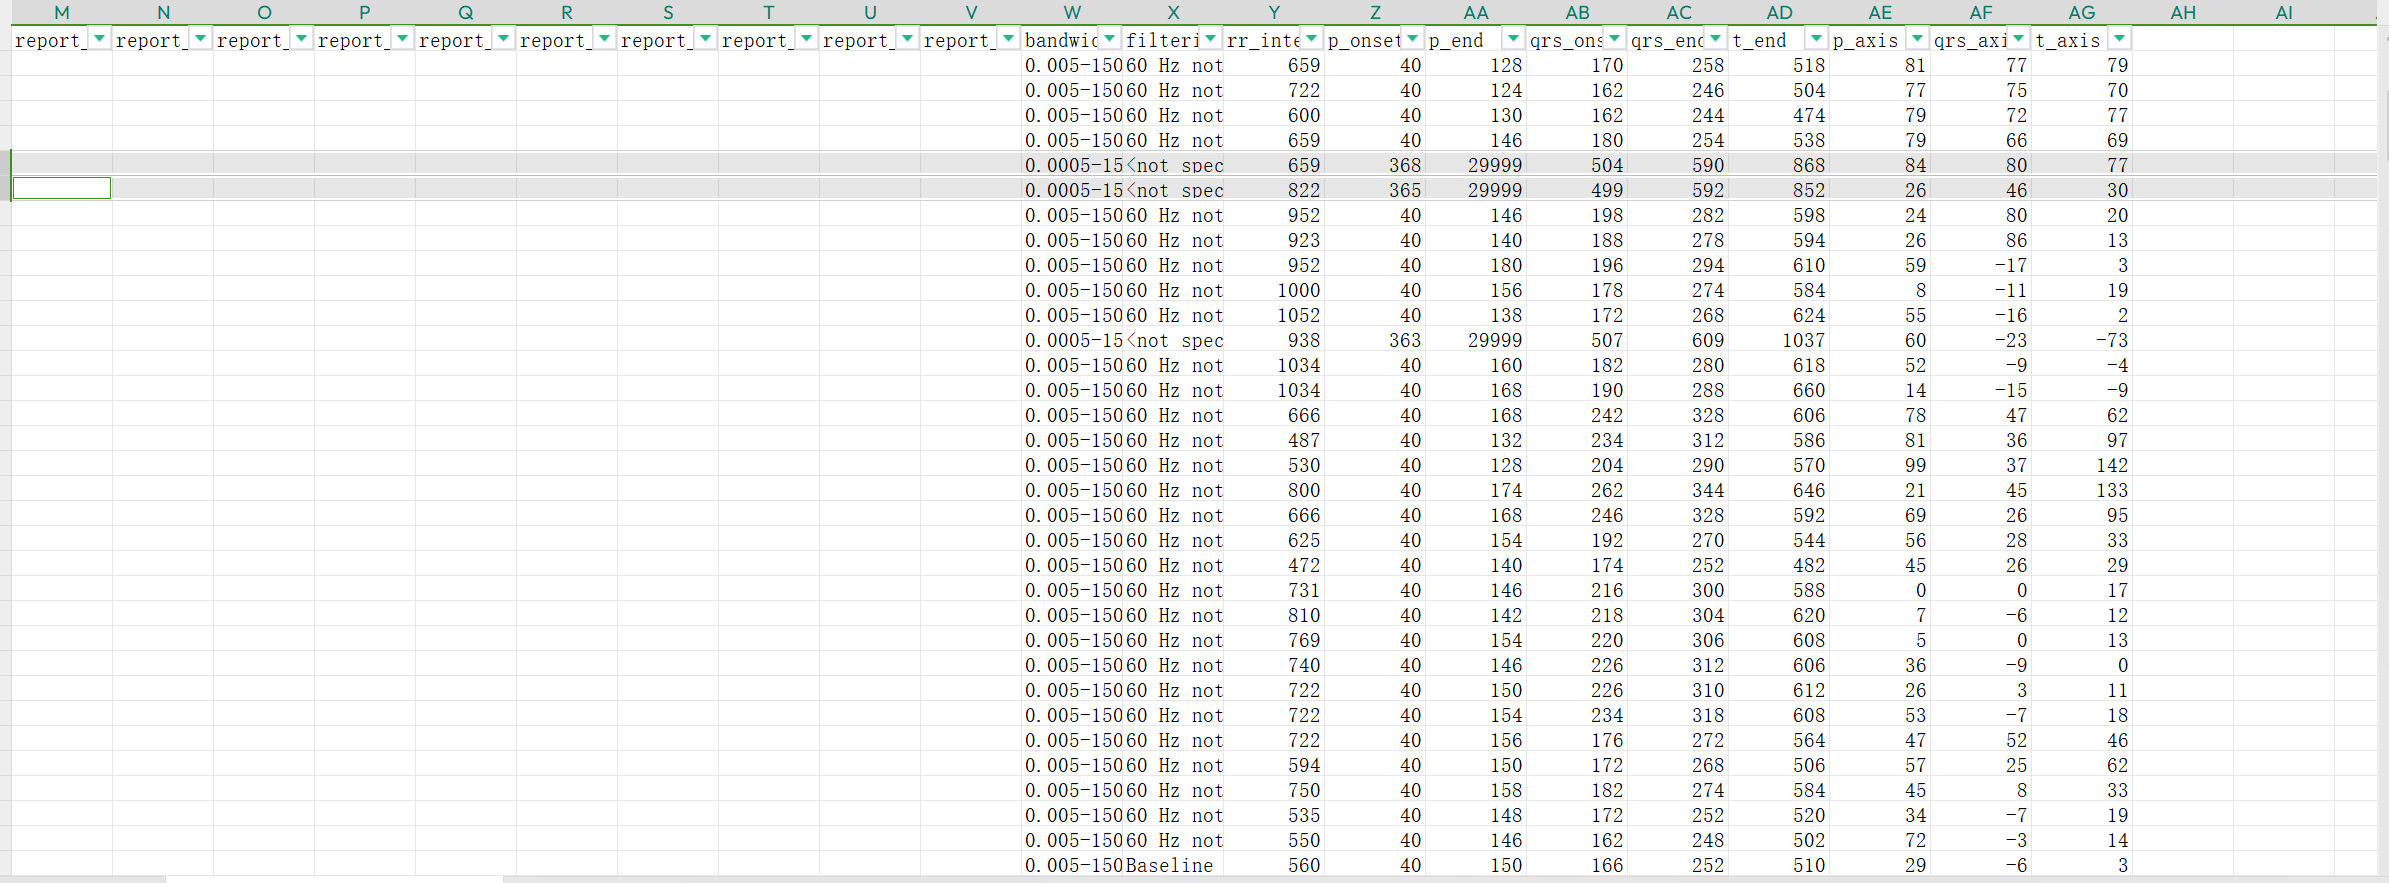 M N O P Q R S T U V W X Y Z AA AB AC AD AE AF AG AH AI
report_ report_ report_ report_ report_ report_ report_ report_ report_ report_ bandwid filteri rr_inte p_onset p_end qrs_ons qrs_end t_end p_axis qrs_axi t_axis
0.005-150 60 Hz not 659 40 128 170 258 518 81 77 79
0.005-150 60 Hz not 722 40 124 162 246 504 77 75 70
0.005-150 60 Hz not 600 40 130 162 244 474 79 72 77
0.005-150 60 Hz not 659 40 146 180 254 538 79 66 69
0.0005-15 <not spec 659 368 29999 504 590 868 84 80 77
0.0005-15 <not spec 822 365 29999 499 592 852 26 46 30
0.005-150 60 Hz not 952 40 146 198 282 598 24 80 20
0.005-150 60 Hz not 923 40 140 188 278 594 26 86 13
0.005-150 60 Hz not 952 40 180 196 294 610 59 -17 3
0.005-150 60 Hz not 1000 40 156 178 274 584 8 -11 19
0.005-150 60 Hz not 1052 40 138 172 268 624 55 -16 2
0.0005-15 <not spec 938 363 29999 507 609 1037 60 -23 -73
0.005-150 60 Hz not 1034 40 160 182 280 618 52 -9 -4
0.005-150 60 Hz not 1034 40 168 190 288 660 14 -15 -9
0.005-150 60 Hz not 666 40 168 242 328 606 78 47 62
0.005-150 60 Hz not 487 40 132 234 312 586 81 36 97
0.005-150 60 Hz not 530 40 128 204 290 570 99 37 142
0.005-150 60 Hz not 800 40 174 262 344 646 21 45 133
0.005-150 60 Hz not 666 40 168 246 328 592 69 26 95
0.005-150 60 Hz not 625 40 154 192 270 544 56 28 33
0.005-150 60 Hz not 472 40 140 174 252 482 45 26 29
0.005-150 60 Hz not 731 40 146 216 300 588 0 0 17
0.005-150 60 Hz not 810 40 142 218 304 620 7 -6 12
0.005-150 60 Hz not 769 40 154 220 306 608 5 0 13
0.005-150 60 Hz not 740 40 146 226 312 606 36 -9 0
0.005-150 60 Hz not 722 40 150 226 310 612 26 3 11
0.005-150 60 Hz not 722 40 154 234 318 608 53 -7 18
0.005-150 60 Hz not 722 40 156 176 272 564 47 52 46
0.005-150 60 Hz not 594 40 150 172 268 506 57 25 62
0.005-150 60 Hz not 750 40 158 182 274 584 45 8 33
0.005-150 60 Hz not 535 40 148 172 252 520 34 -7 19
0.005-150 60 Hz not 550 40 146 162 248 502 72 -3 14
0.005-150 Baseline 560 40 150 166 252 510 29 -6 3